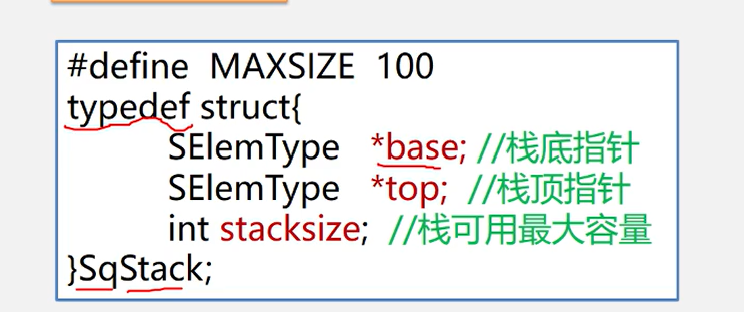 #define MAXSIZE 100
typedef struct{
SElemType *base; //栈底指针
SElemType *top; //栈顶指针
int stacksize; //栈可用最大容量
}SqStack;